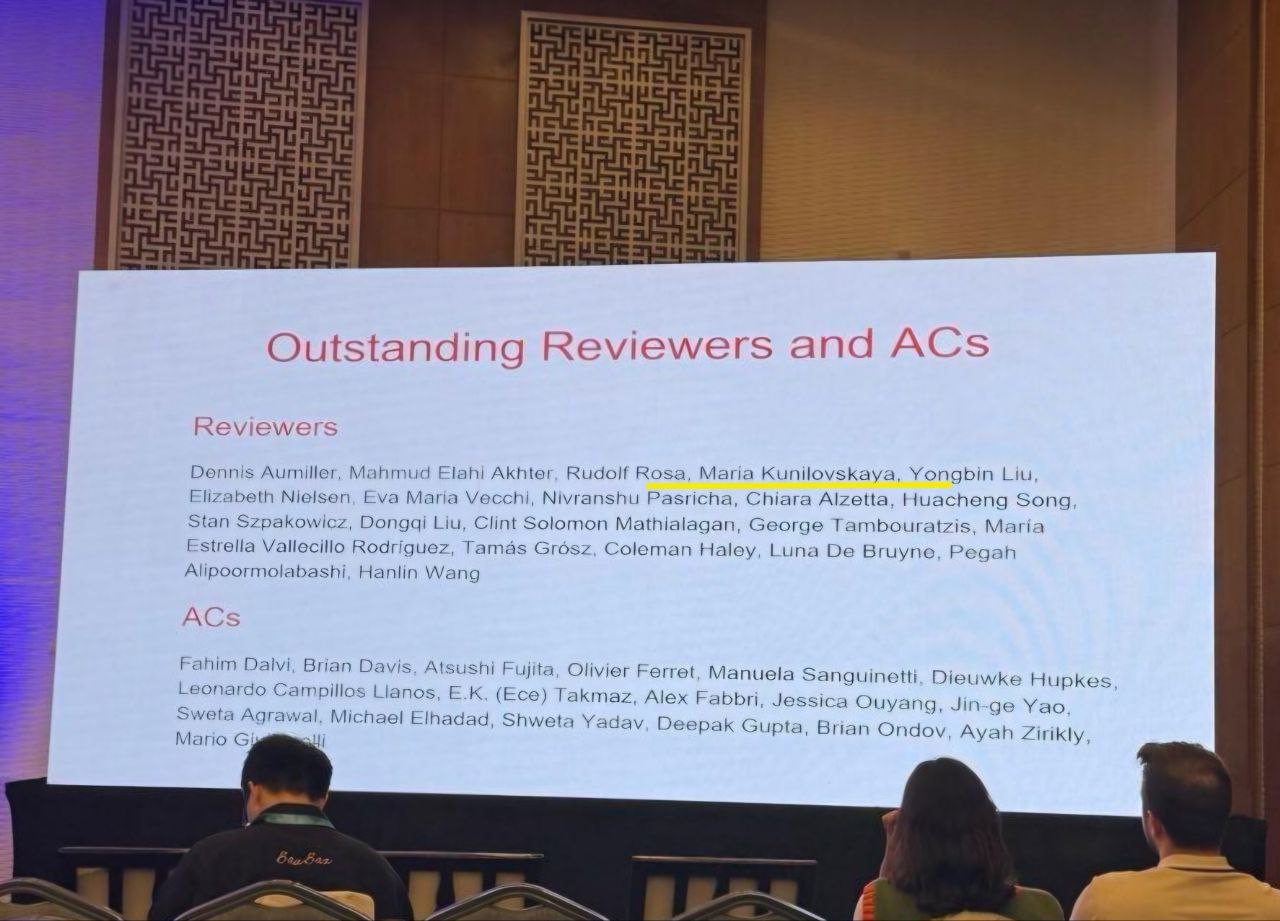 Outstanding Reviewers and ACs
Reviewers
Dennis Aumiller, Mahmud Elahi Akhter, Rudolf Rosa, Maria Kunilovskaya, Yongbin Liu,
Elizabeth Nielsen, Eva Maria Vecchi, Nivranshu Pasricha, Chiara Alzetta, Huacheng Song,
Stan Szpakowicz, Dongqi Liu, Clint Solomon Mathialagan, George Tambouratzis, María
Estrella Vallecillo Rodríguez, Tamás Grósz, Coleman Haley, Luna De Bruyne, Pegah
Alipoormolabashi, Hanlin Wang
ACs
Fahim Dalvi, Brian Davis, Atsushi Fujita, Olivier Ferret, Manuela Sanguinetti, Dieuwke Hupkes,
Leonardo Campillos Llanos, E.K. (Ece) Takmaz, Alex Fabbri, Jessica Ouyang, Jin-ge Yao,
Sweta Agrawal, Michael Elhadad, Shweta Yadav, Deepak Gupta, Brian Ondov, Ayah Zirikly,
Mario